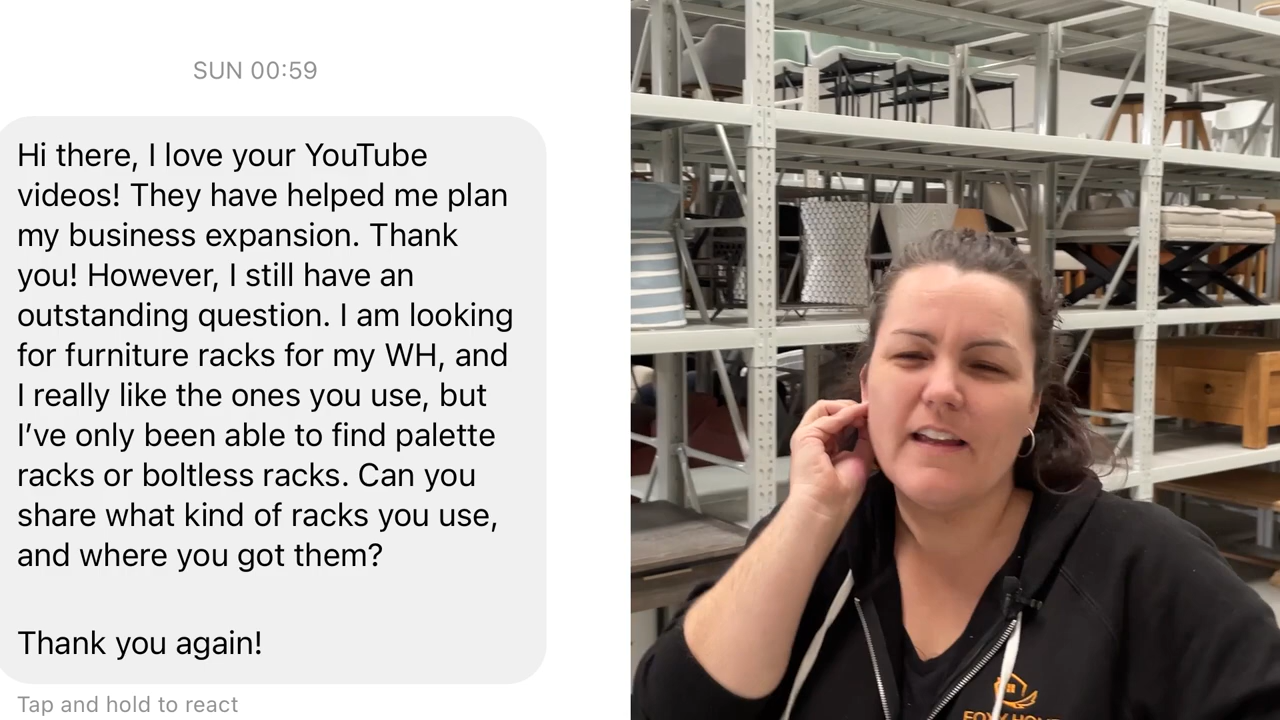 SUN 00:59
Hi there, I love your YouTube
videos! They have helped me plan
my business expansion. Thank
you! However, I still have an
outstanding question. I am looking
for furniture racks for my WH, and
I really like the ones you use, but
I’ve only been able to find palette
racks or boltless racks. Can you
share what kind of racks you use,
and where you got them?
Thank you again!
Tap and hold to react